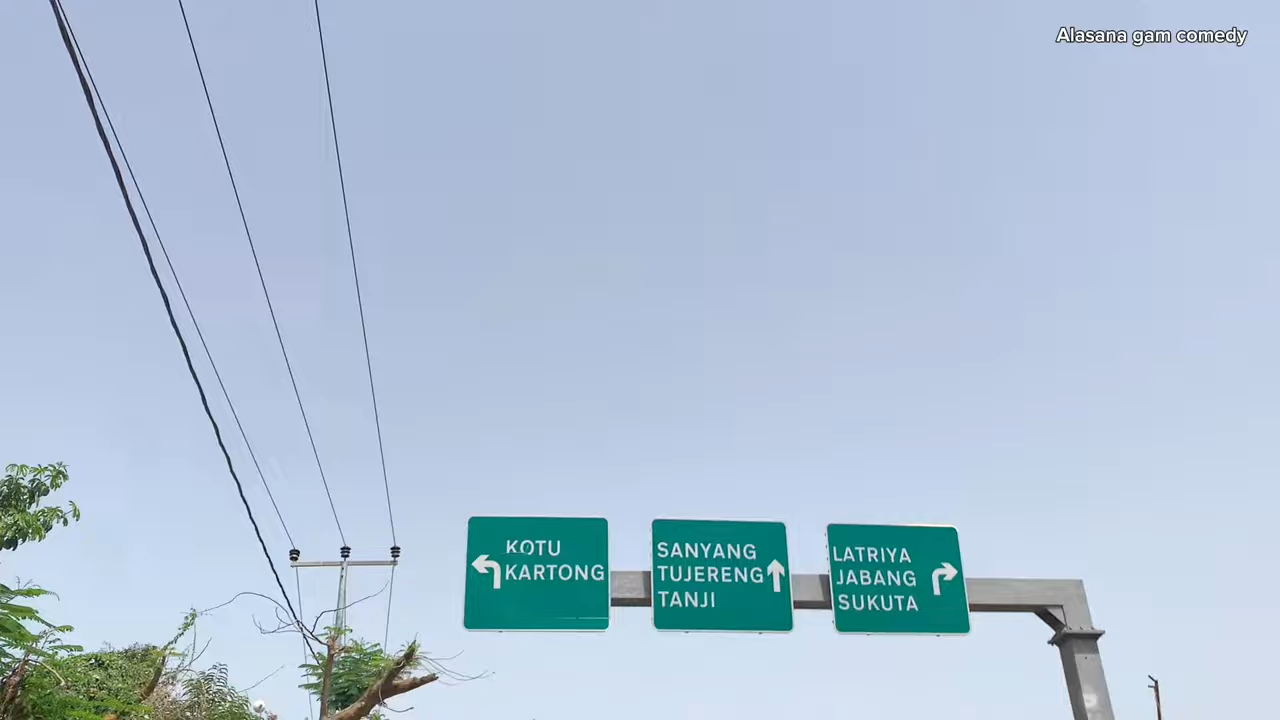 Alasana gam comedy
KOTU
KARTONG
SANYANG
TUJERENG
TANJI
LATRIYA
JABANG
SUKUTA